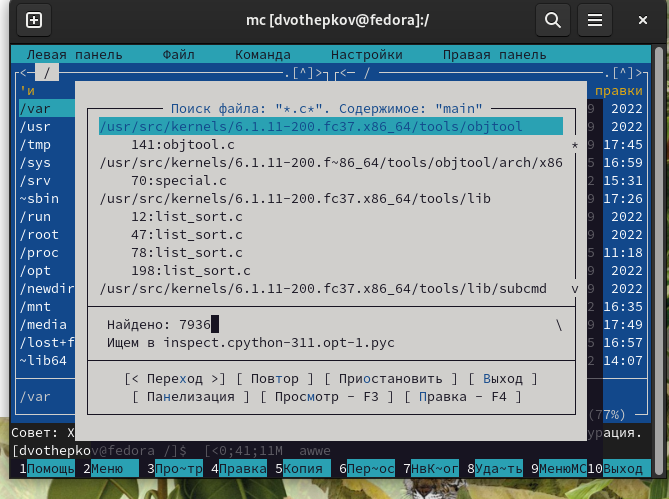 mc [dvothepkov@fedora]:/
Левая панель Файл Команда Настройки Правая панель
<─ / .[^]> <─ / .[^]>
'и правки
/var 9 2022
Поиск файла: "*.c*". Содержимое: "main"
/usr 9 2022
/usr/src/kernels/6.1.11-200.fc37.x86_64/tools/objtool
/tmp 141:objtool.c 9 17:45
/sys /usr/src/kernels/6.1.11-200.f~86_64/tools/objtool/arch/x86 5 16:59
/srv 70:special.c 2 15:31
~sbin /usr/src/kernels/6.1.11-200.fc37.x86_64/tools/lib 9 17:26
/run 12:list_sort.c 9 2022
/root 47:list_sort.c 9 2022
/proc 78:list_sort.c 5 11:18
/opt 198:list_sort.c 9 2022
/newdir /usr/src/kernels/6.1.11-200.fc37.x86_64/tools/lib/subcmd v 9 2022
/mnt 2 16:35
/media Найдено: 7936 \ 9 17:49
/lost+f Ищем в inspect.cpython-311.opt-1.pyc 9 16:57
~lib64 2 14:07
[< Переход >] [ Повтор ] [ Приостановить ] [ Выход ]
/var [ Панелизация ] [ Просмотр - F3 ] [ Правка - F4 ]
(77%)
Совет: Х урация.
[dvothepkov@fedora /]$ [<0;41;11M awwe
1Помощь 2Меню 3Про~тр 4Правка 5Копия 6Пер~ос 7НвК~ог 8Уда~ть 9МенюMC 10Выход